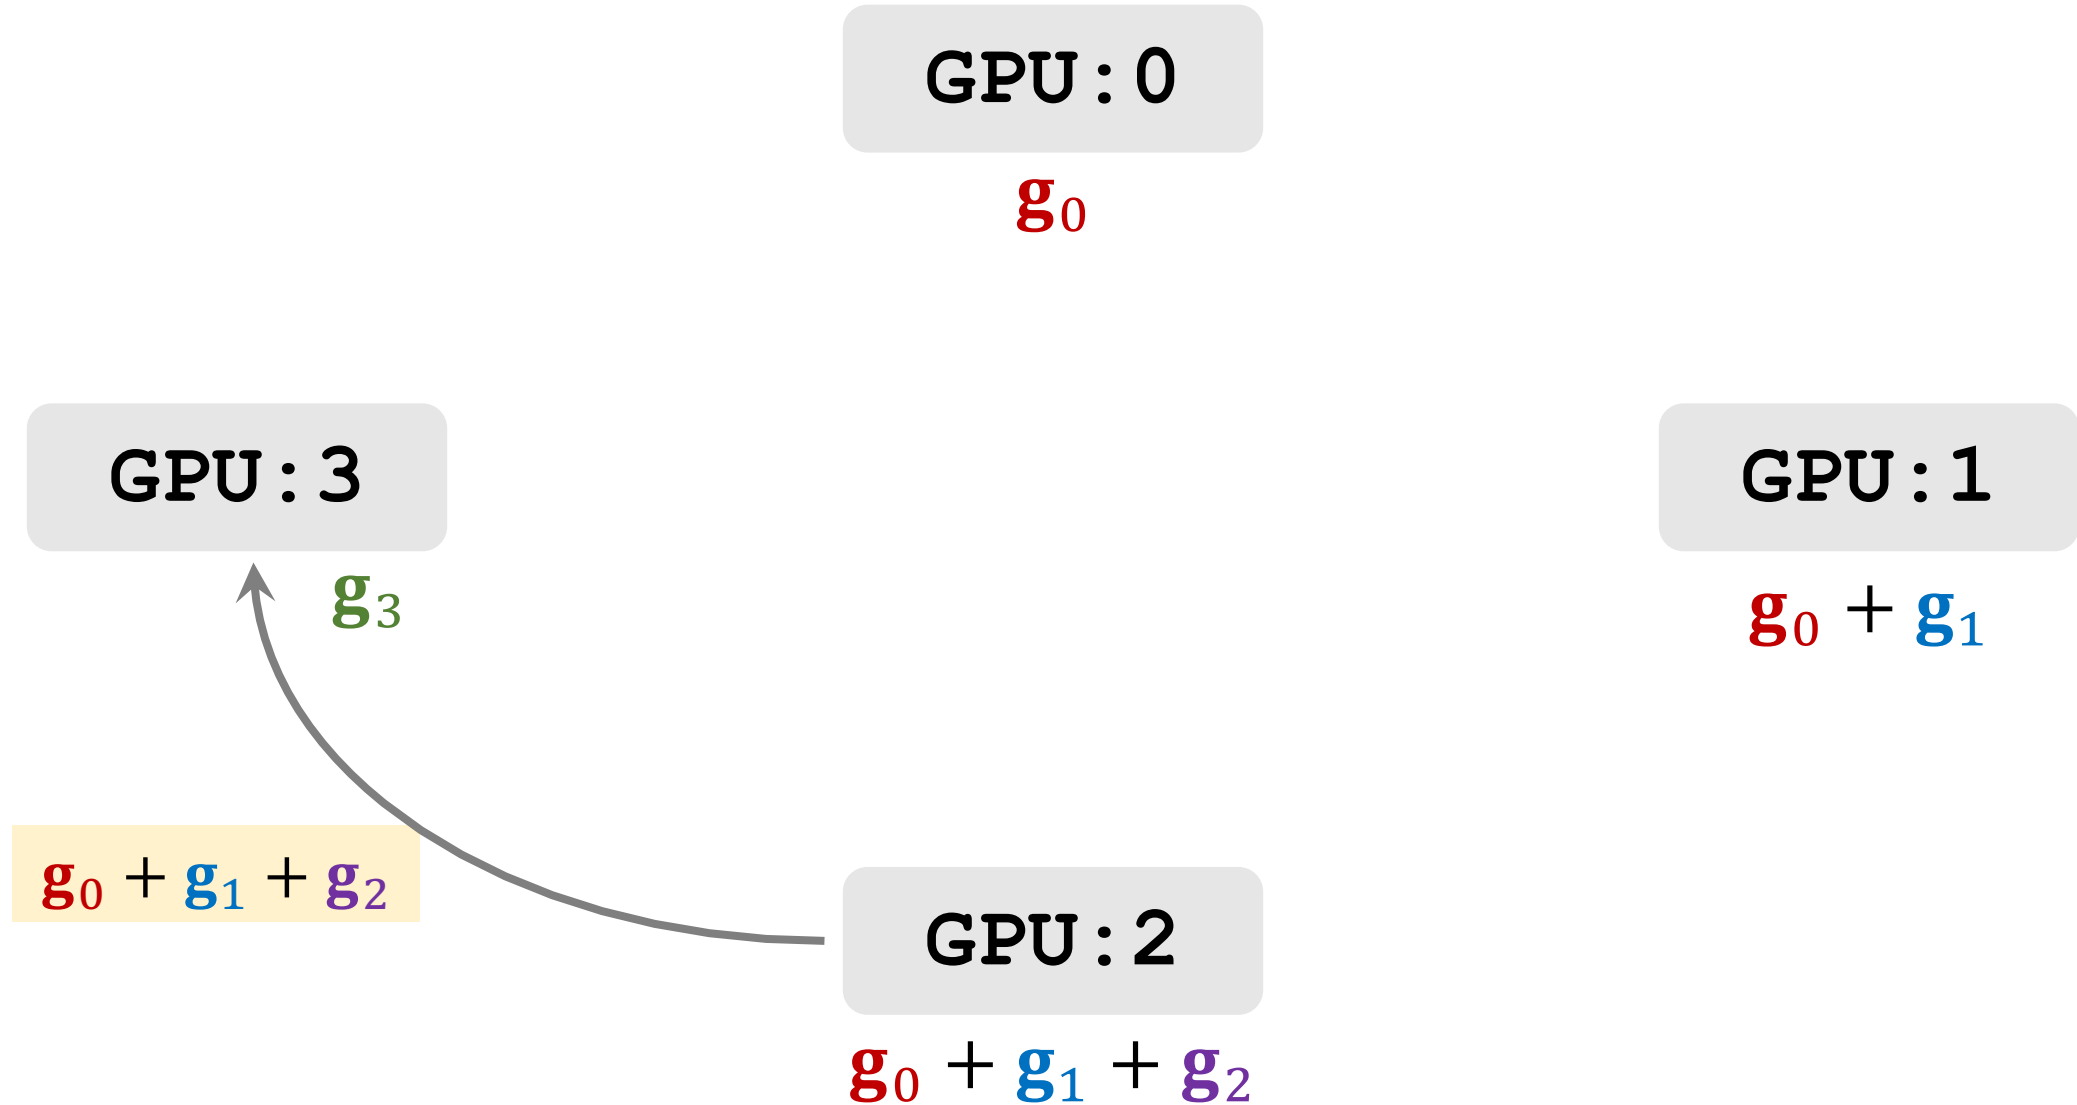 GPU:0
g₀
GPU:3
GPU:1
g₃
g₀ + g₁
g₀ + g₁ + g₂
GPU:2
g₀ + g₁ + g₂